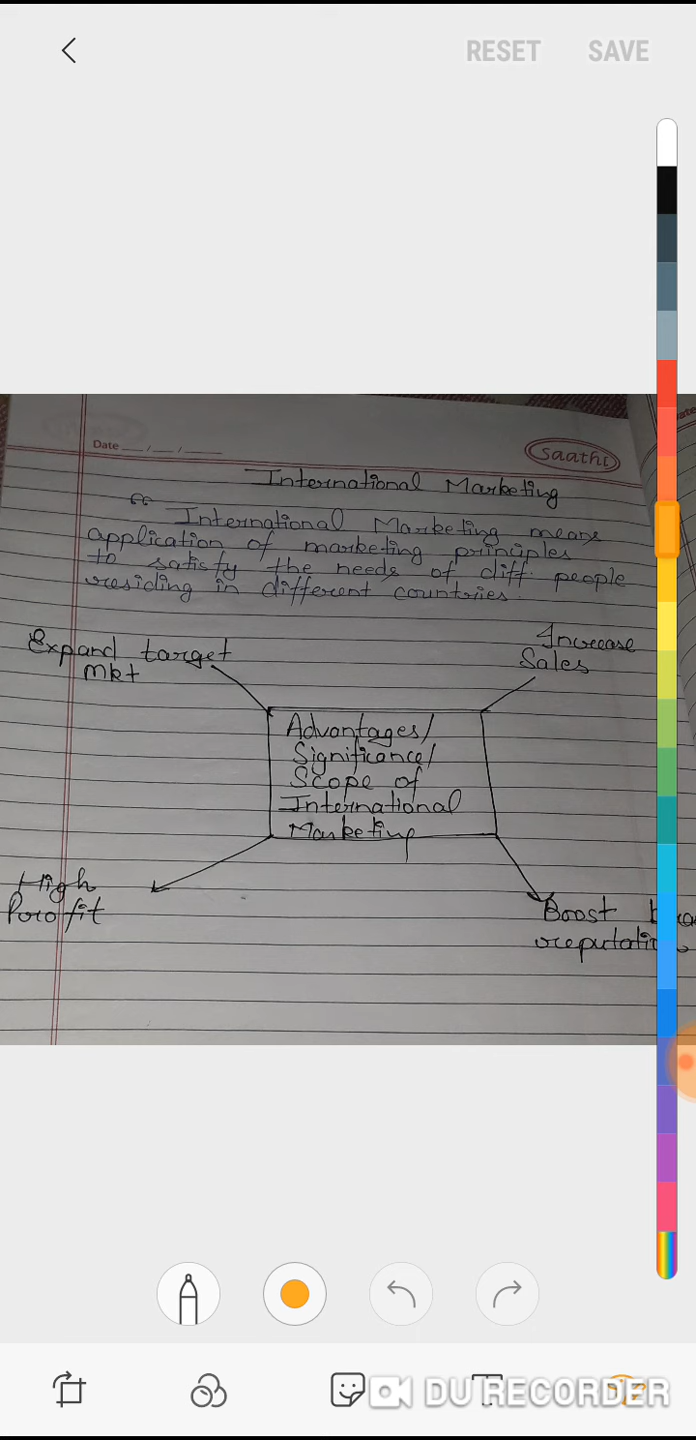 RESET SAVE
Date
Saathi
International Marketing
"
International Marketing means
application of marketing principles
to satisfy the needs of diff. people
residing in different countries.
Expand target
mkt
Increase
Sales
Advantages/
Significance/
Scope of
International
Marketing
High
Profit
Boost
DU RECORDER